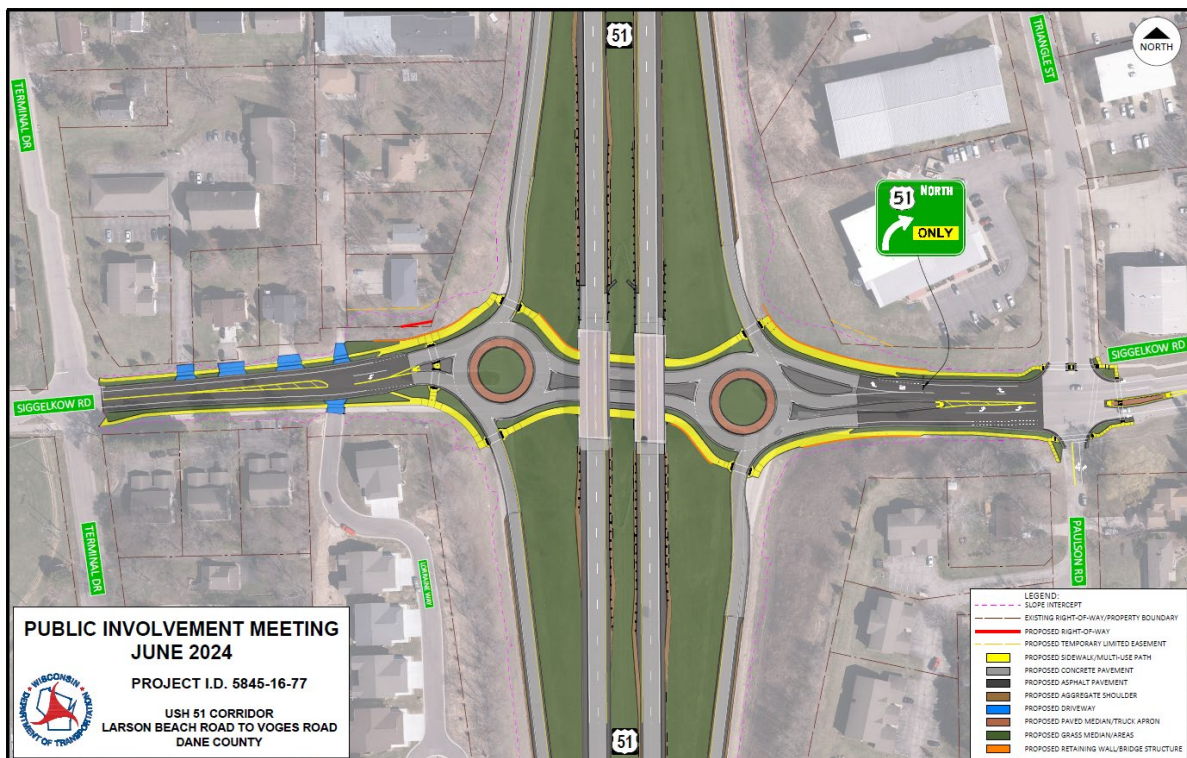 51
TRIANGLE ST
NORTH
TERMINAL DR
51 NORTH
ONLY
SIGGELKOW RD
SIGGELKOW RD
TERMINAL DR
LORRAINE WAY
PAULSON RD
51
PUBLIC INVOLVEMENT MEETING
JUNE 2024
PROJECT I.D. 5845-16-77
USH 51 CORRIDOR
LARSON BEACH ROAD TO VOGES ROAD
DANE COUNTY
WISCONSIN
DEPARTMENT OF TRANSPORTATION
LEGEND:
SLOPE INTERCEPT
EXISTING RIGHT-OF-WAY/PROPERTY BOUNDARY
PROPOSED RIGHT-OF-WAY
PROPOSED TEMPORARY LIMITED EASEMENT
PROPOSED SIDEWALK/MULTI-USE PATH
PROPOSED CONCRETE PAVEMENT
PROPOSED ASPHALT PAVEMENT
PROPOSED AGGREGATE SHOULDER
PROPOSED DRIVEWAY
PROPOSED PAVED MEDIAN/TRUCK APRON
PROPOSED GRASS MEDIAN/AREAS
PROPOSED RETAINING WALL/BRIDGE STRUCTURE